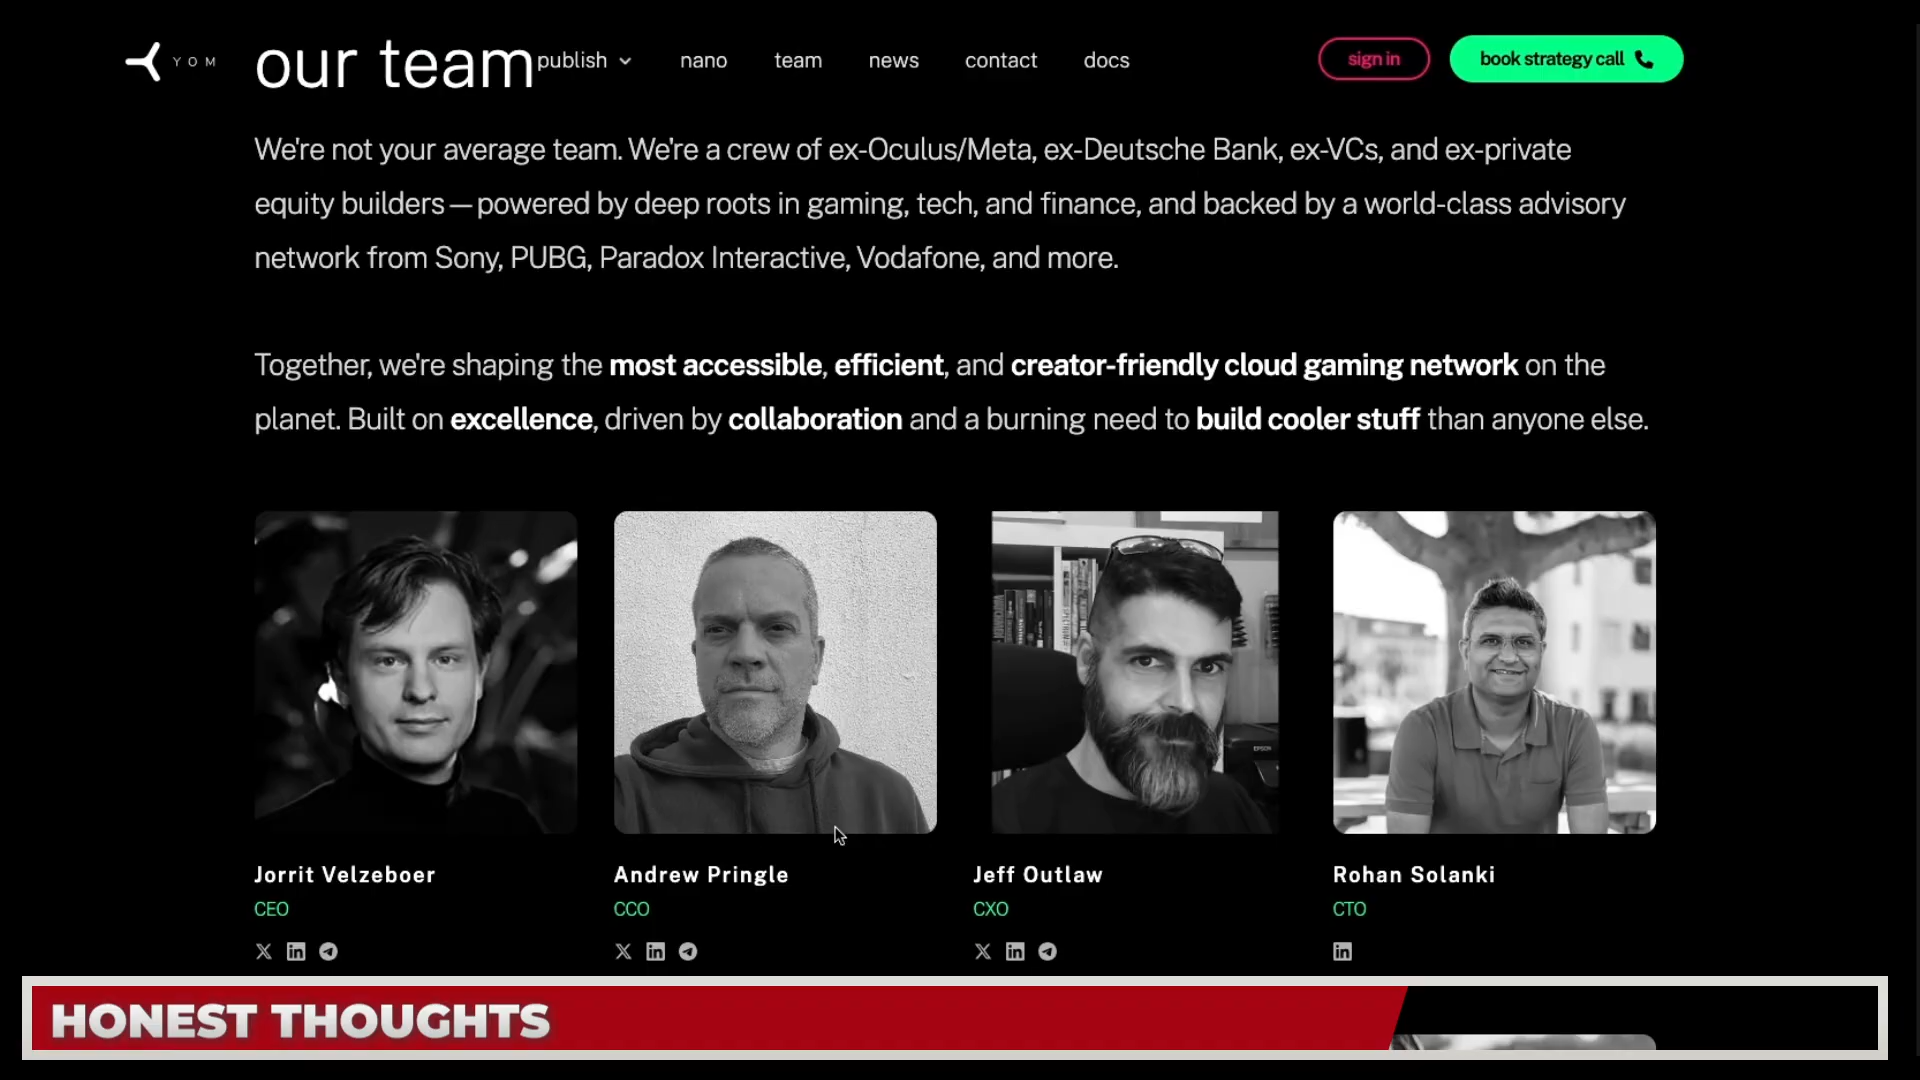 YOM
our team
publish
nano
team
news
contact
docs
sign in
book strategy call
We're not your average team. We're a crew of ex-Oculus/Meta, ex-Deutsche Bank, ex-VCs, and ex-private
equity builders — powered by deep roots in gaming, tech, and finance, and backed by a world-class advisory
network from Sony, PUBG, Paradox Interactive, Vodafone, and more.
Together, we're shaping the most accessible, efficient, and creator-friendly cloud gaming network on the
planet. Built on excellence, driven by collaboration and a burning need to build cooler stuff than anyone else.
EPSON
Jorrit Velzeboer
CEO
Andrew Pringle
CCO
Jeff Outlaw
CXO
Rohan Solanki
CTO
HONEST THOUGHTS